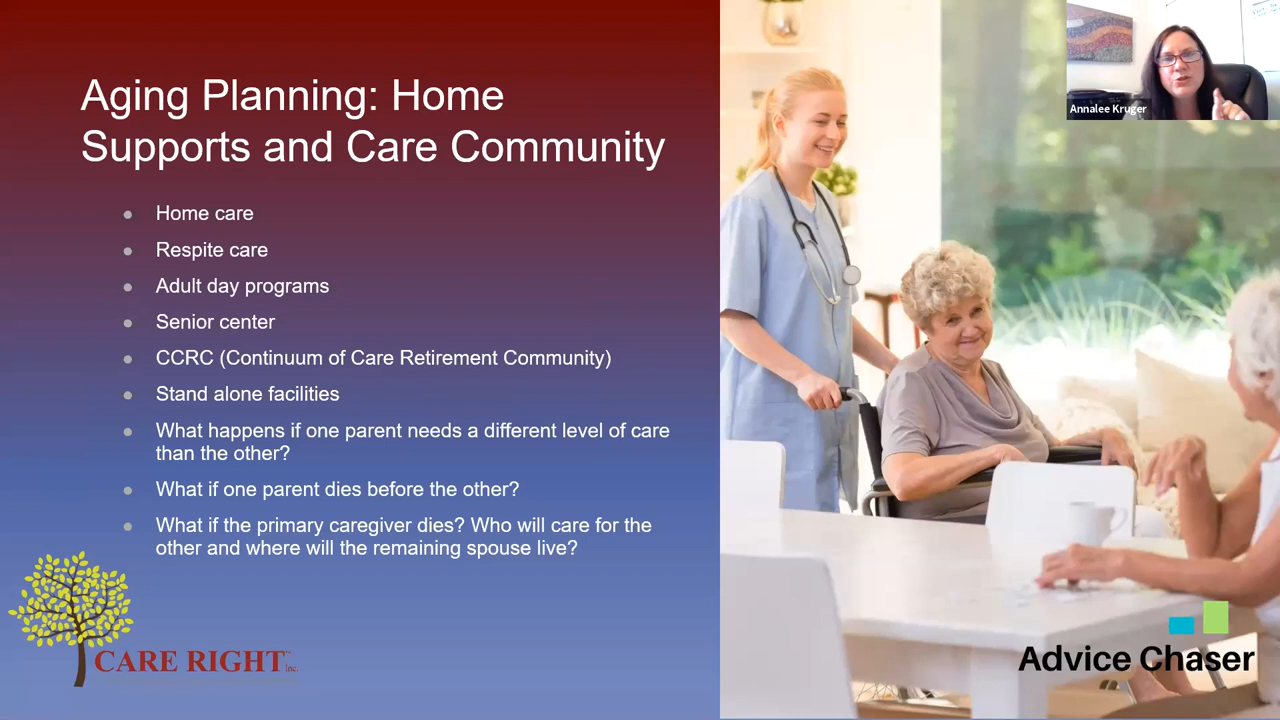 Aging Planning: Home
Supports and Care Community
Home care
Respite care
Adult day programs
Senior center
CCRC (Continuum of Care Retirement Community)
Stand alone facilities
What happens if one parent needs a different level of care
than the other?
What if one parent dies before the other?
What if the primary caregiver dies? Who will care for the
other and where will the remaining spouse live?
CARE RIGHT Inc.
Annalee Kruger
Advice Chaser